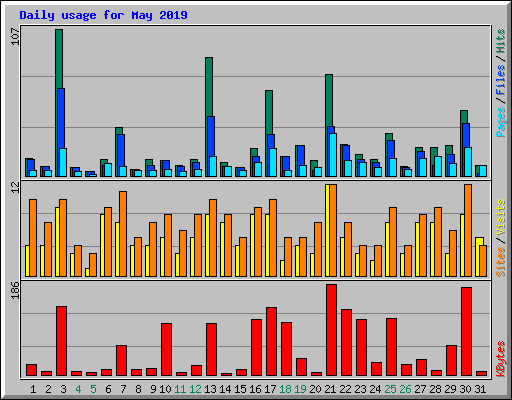 Daily usage for May 2019
107
Pages / Files / Hits
12
Sites / Visits
186
KBytes
1 2 3 4 5 6 7 8 9 10 11 12 13 14 15 16 17 18 19 20 21 22 23 24 25 26 27 28 29 30 31